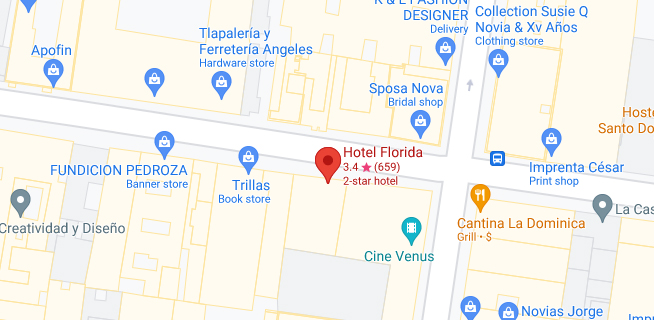 R & L FASHION
DESIGNER
Delivery
Collection Susie Q
Novia & Xv Años
Clothing store
Tlapalería y
Ferretería Angeles
Hardware store
Apofin
Sposa Nova
Bridal shop
Hoste
Santo Do
Hotel Florida
3.4 ★ (659)
2-star hotel
FUNDICION PEDROZA
Banner store
Trillas
Book store
Imprenta César
Print shop
Creatividad y Diseño
Cantina La Dominica
Grill • $
La Cas
Cine Venus
Novias Jorge
Impr